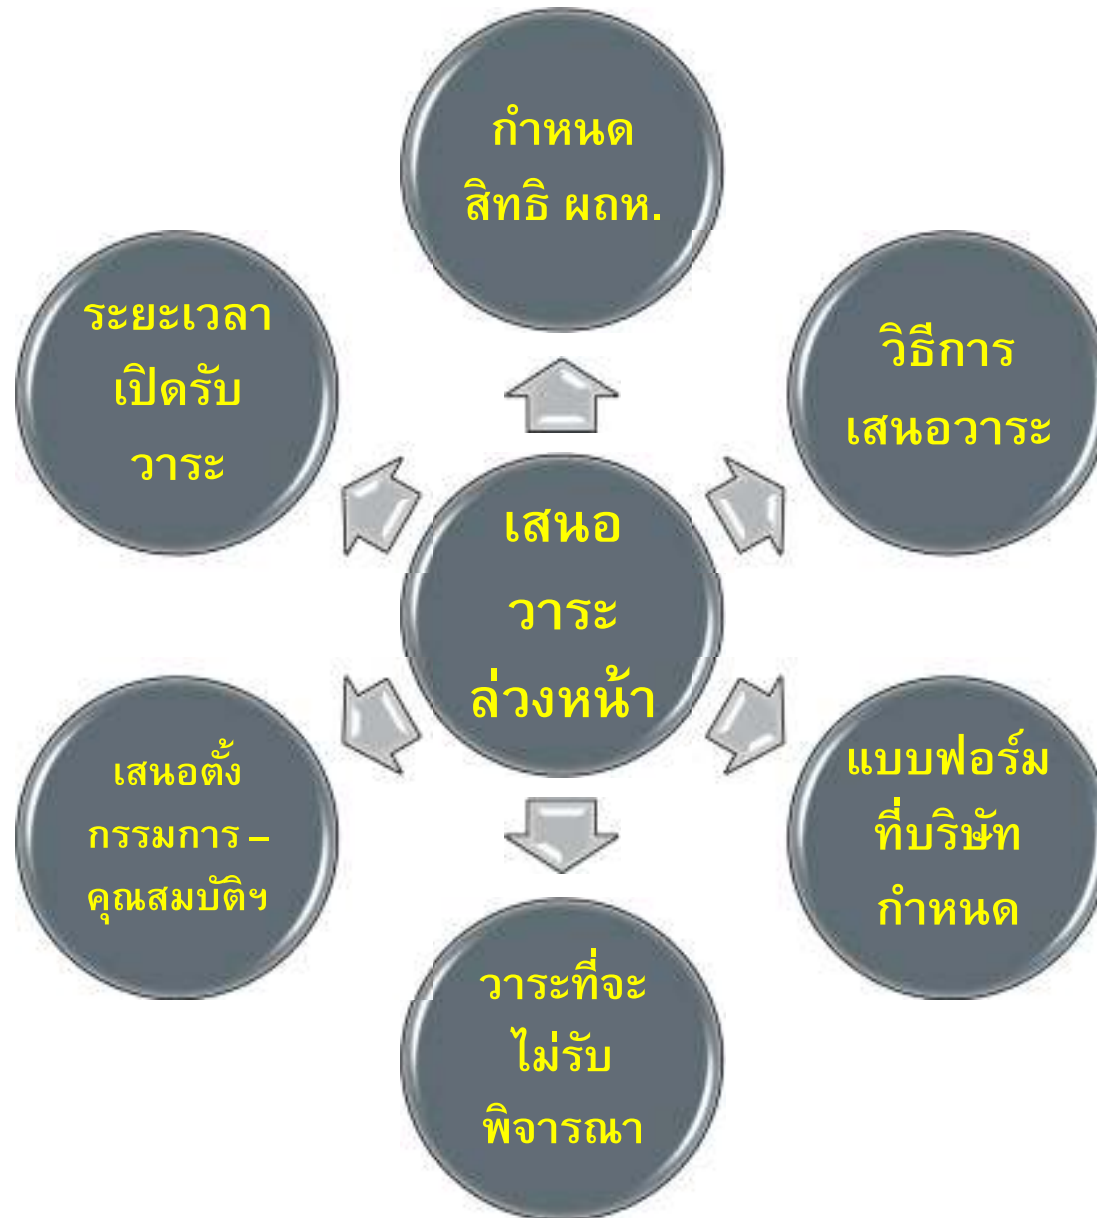 กำหนด
สิทธิ ผถห.
วิธีการ
เสนอวาระ
แบบฟอร์ม
ที่บริษัท
กำหนด
วาระที่จะ
ไม่รับ
พิจารณา
เสนอตั้ง
กรรมการ –
คุณสมบัติฯ
ระยะเวลา
เปิดรับ
วาระ
เสนอ
วาระ
ล่วงหน้า